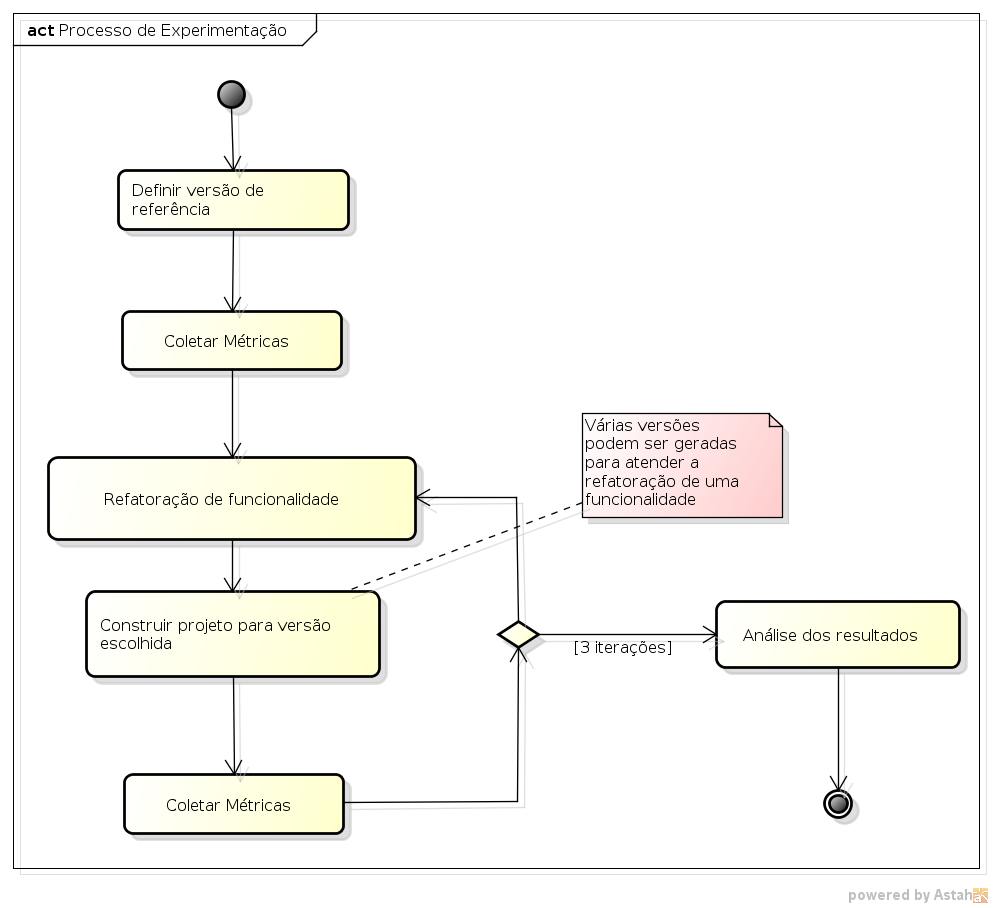 act Processo de Experimentação
Definir versão de
referência
Coletar Métricas
Várias versões
podem ser geradas
para atender a
refatoração de uma
funcionalidade
Refatoração de funcionalidade
Construir projeto para versão
escolhida
[3 iterações]
Análise dos resultados
Coletar Métricas
powered by Astah